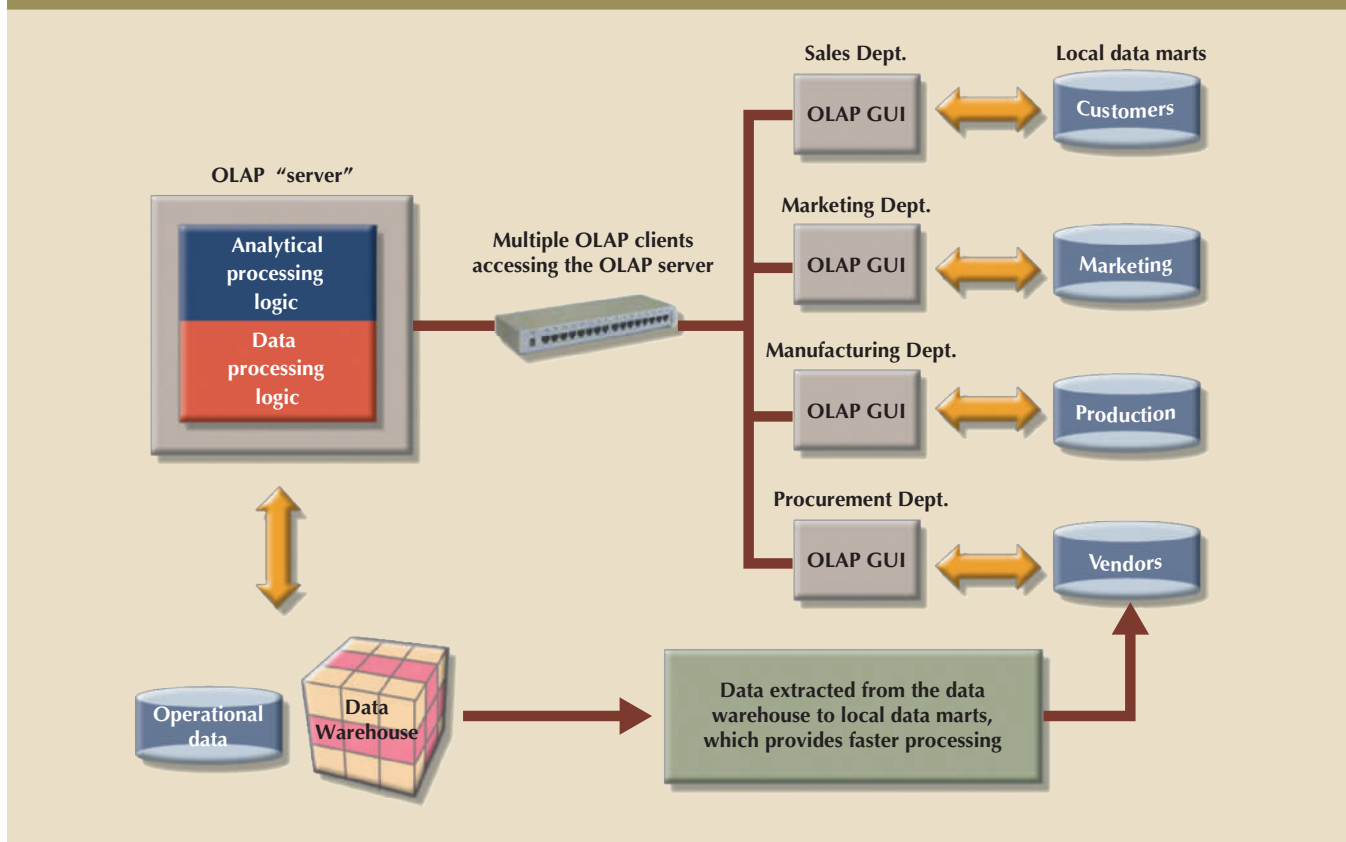 Sales Dept.
Local data marts
OLAP GUI
Customers
OLAP “server”
Analytical
processing
logic
Data
processing
logic
Multiple OLAP clients
accessing the OLAP server
Marketing Dept.
OLAP GUI
Marketing
Manufacturing Dept.
OLAP GUI
Production
Procurement Dept.
OLAP GUI
Vendors
Operational
data
Data
Warehouse
Data extracted from the data
warehouse to local data marts,
which provides faster processing